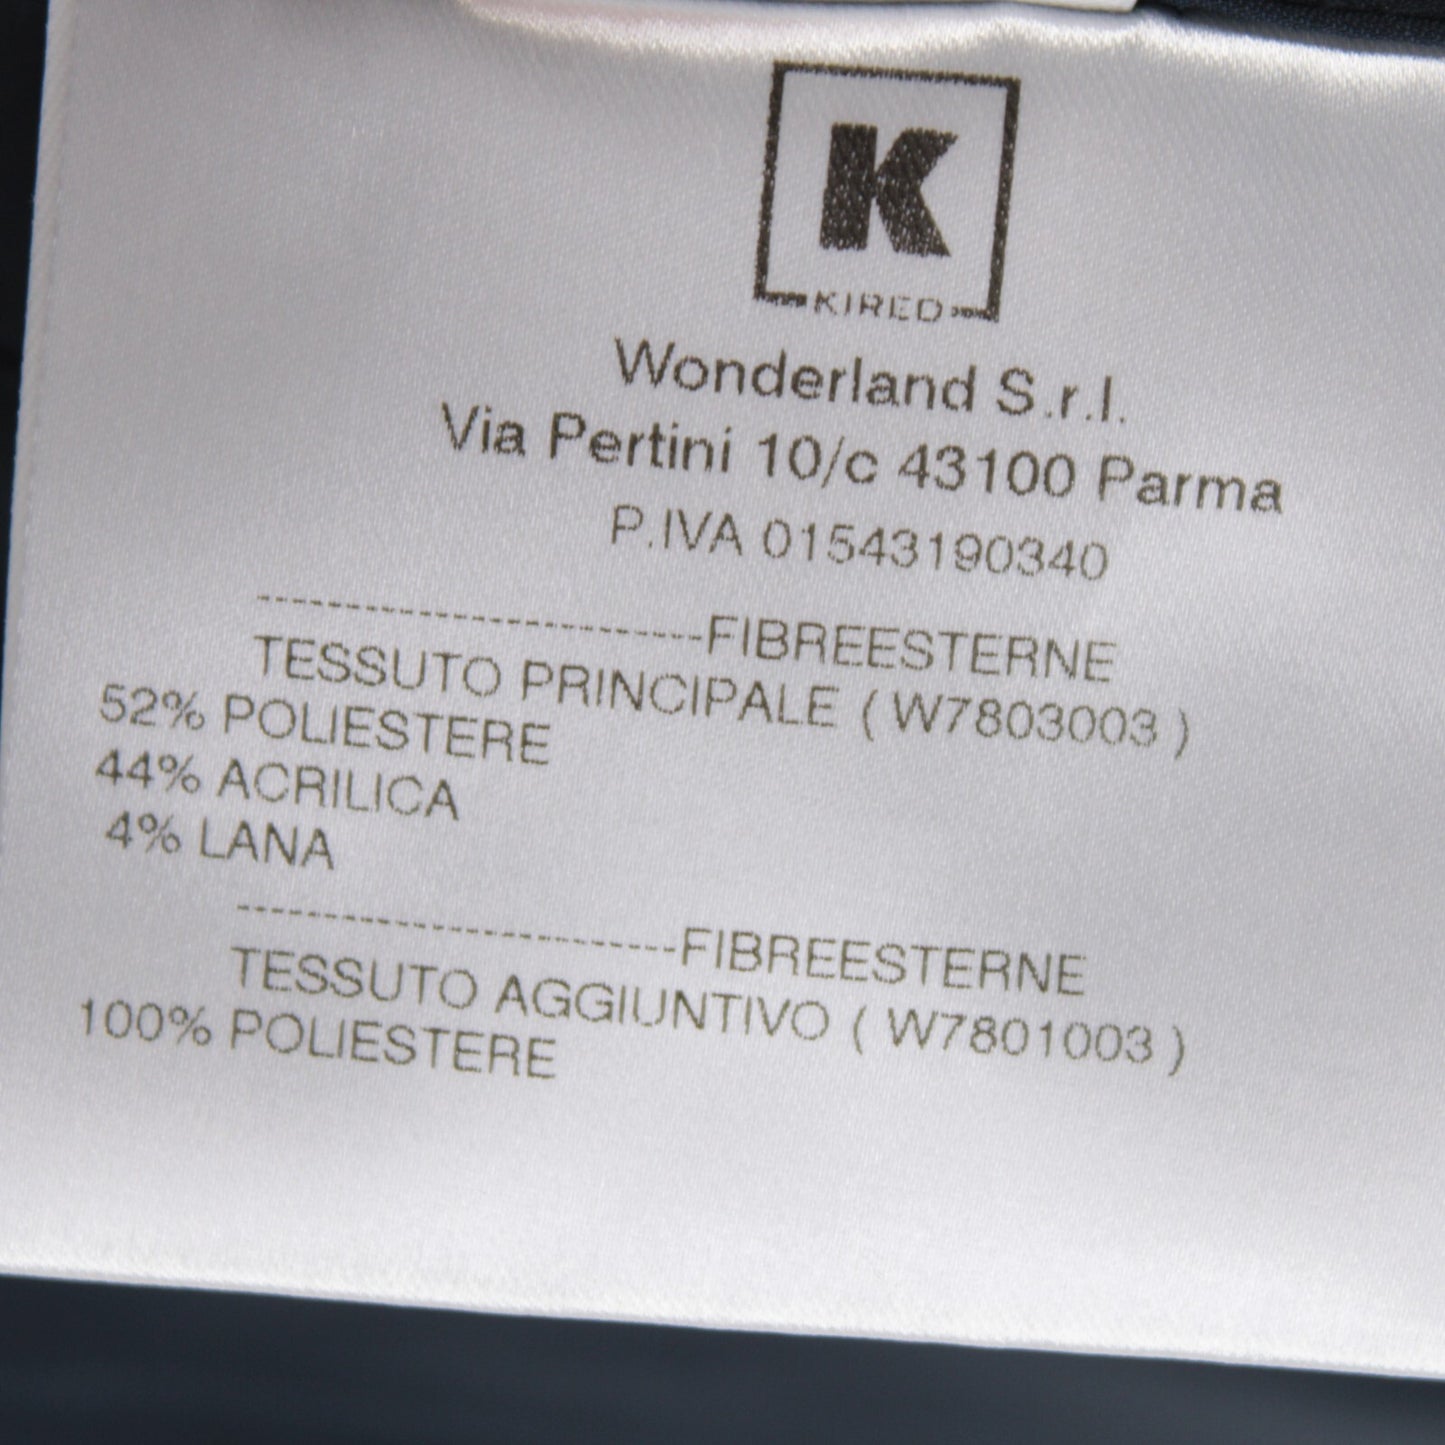 K
KIRED
Wonderland S.r.l.
Via Pertini 10/c 43100 Parma
P.IVA 01543190340
-------------------------FIBREESTERNE
TESSUTO PRINCIPALE ( W7803003 )
52% POLIESTERE
44% ACRILICA
4% LANA
-------------------------FIBREESTERNE
TESSUTO AGGIUNTIVO ( W7801003 )
100% POLIESTERE